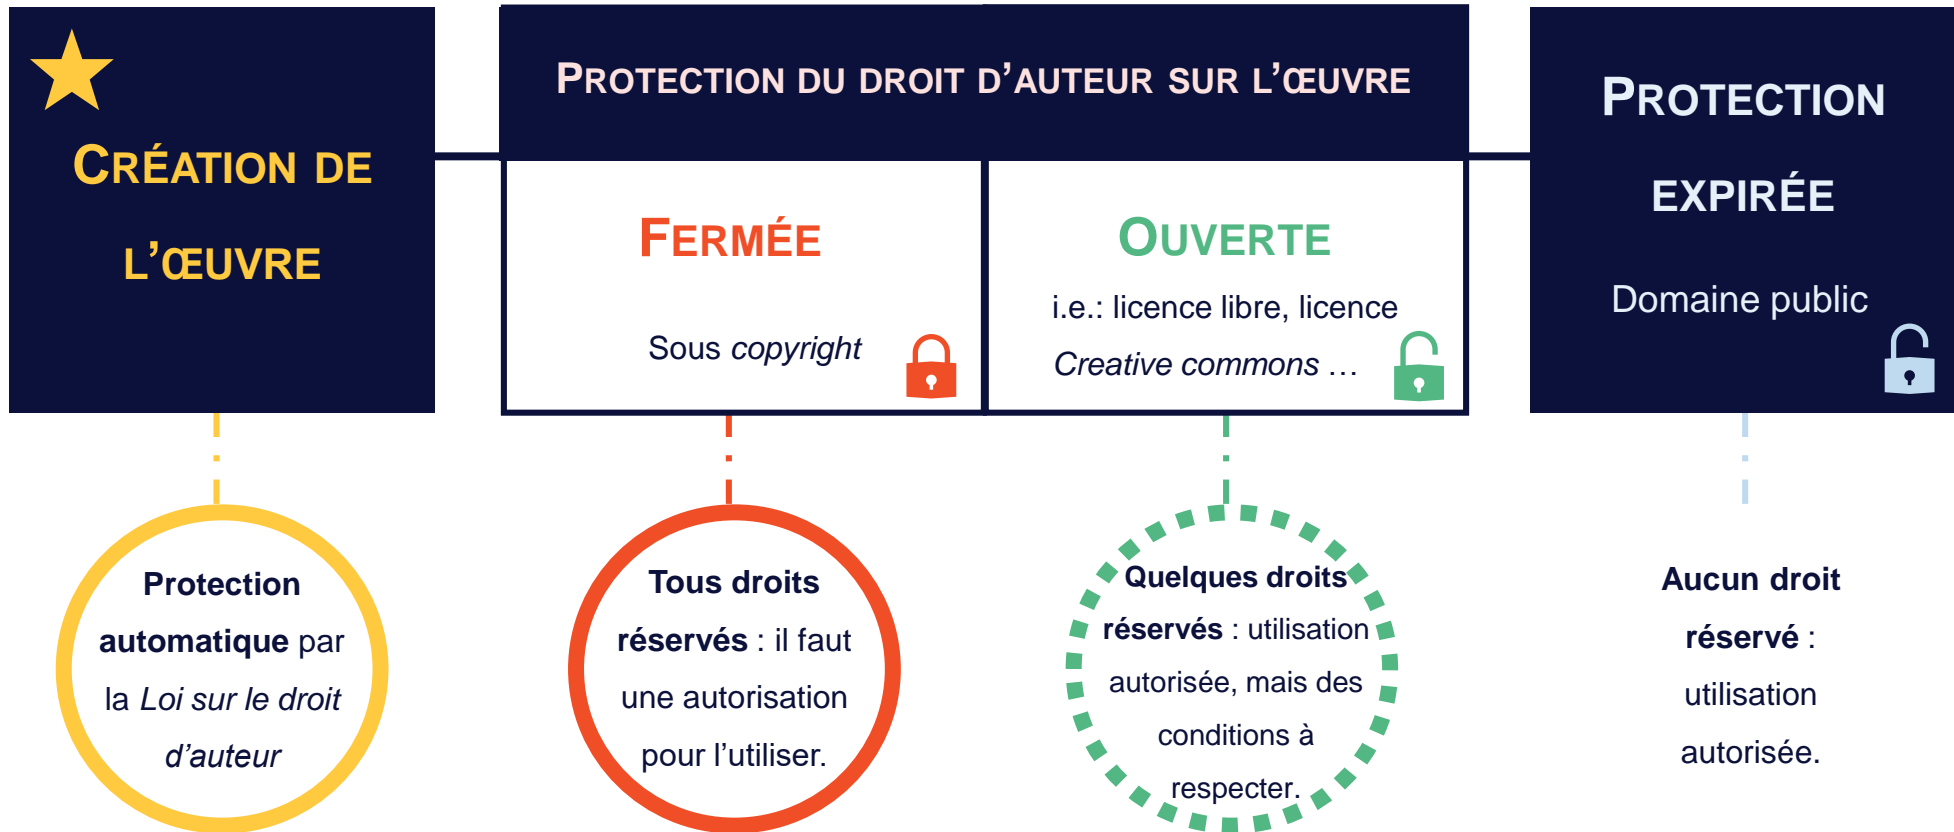 CRÉATION DE
L’ŒUVRE
PROTECTION DU DROIT D’AUTEUR SUR L’ŒUVRE
FERMÉE
Sous copyright
OUVERTE
i.e.: licence libre, licence
Creative commons …
PROTECTION
EXPIRÉE
Domaine public
Protection
automatique par
la Loi sur le droit
d’auteur
Tous droits
réservés : il faut
une autorisation
pour l’utiliser.
Quelques droits
réservés : utilisation
autorisée, mais des
conditions à
respecter.
Aucun droit
réservé :
utilisation
autorisée.